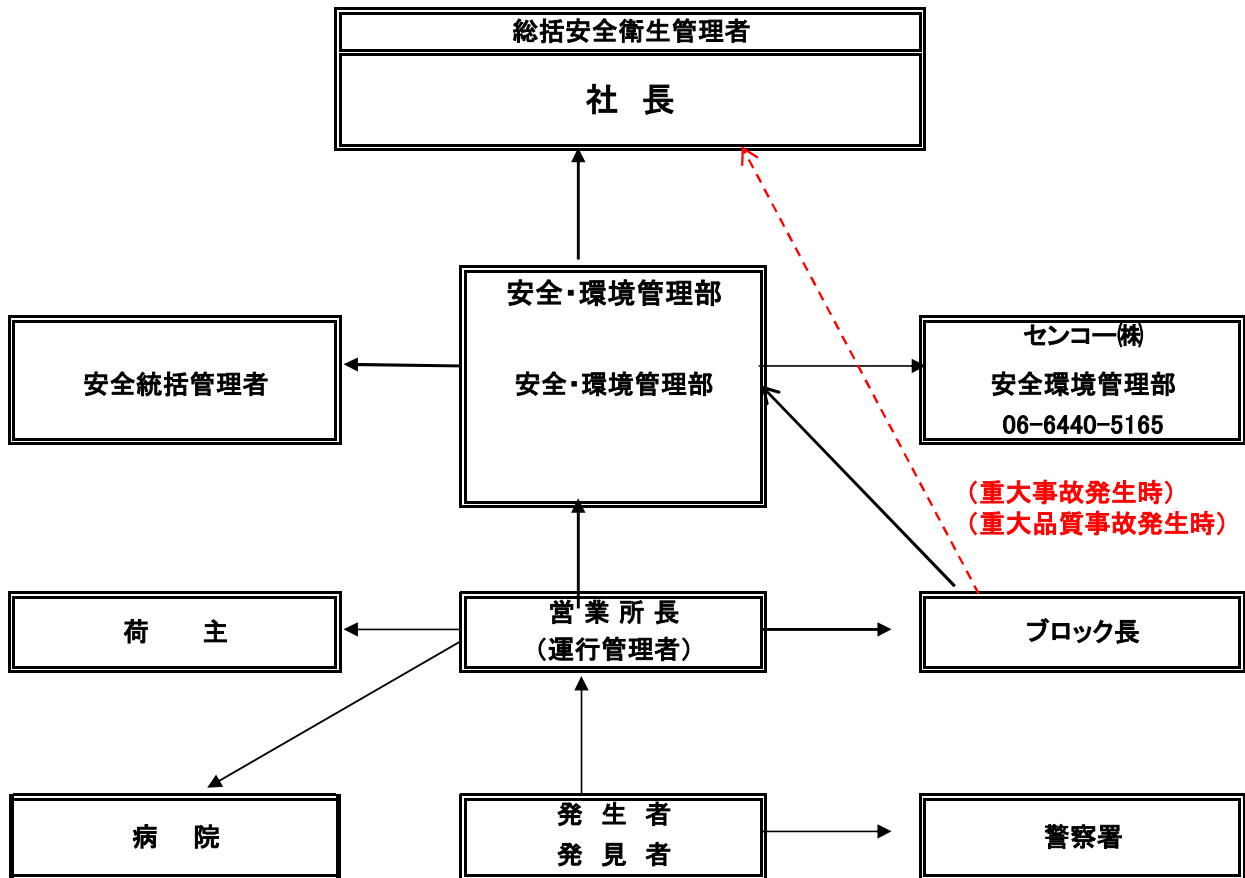 総括安全衛生管理者
社 長
安全・環境管理部
安全統括管理者
安全・環境管理部
センコー㈱
安全環境管理部
06-6440-5165
（重大事故発生時）
（重大品質事故発生時）
荷 主
営 業 所 長
（運行管理者）
ブロック長
病 院
発 生 者
発 見 者
警察署